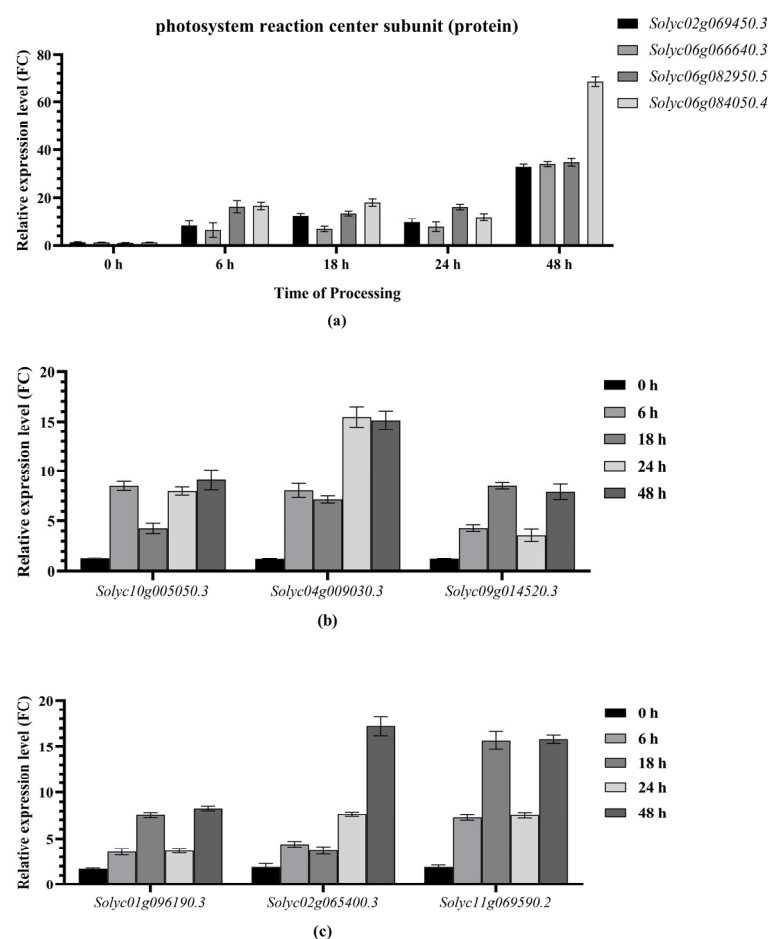 photosystem reaction center subunit (protein)
Relative expression level (FC)
80
60
40
20
0
0 h
6 h
18 h
24 h
48 h
Time of Processing
Solyc02g069450.3
Solyc06g066640.3
Solyc06g082950.5
Solyc06g084050.4
(a)
Relative expression level (FC)
20
15
10
5
0
Solyc10g005050.3
Solyc04g009030.3
Solyc09g014520.3
0 h
6 h
18 h
24 h
48 h
(b)
Relative expression level (FC)
20
15
10
5
0
Solyc01g096190.3
Solyc02g065400.3
Solyc11g069590.2
0 h
6 h
18 h
24 h
48 h
(c)